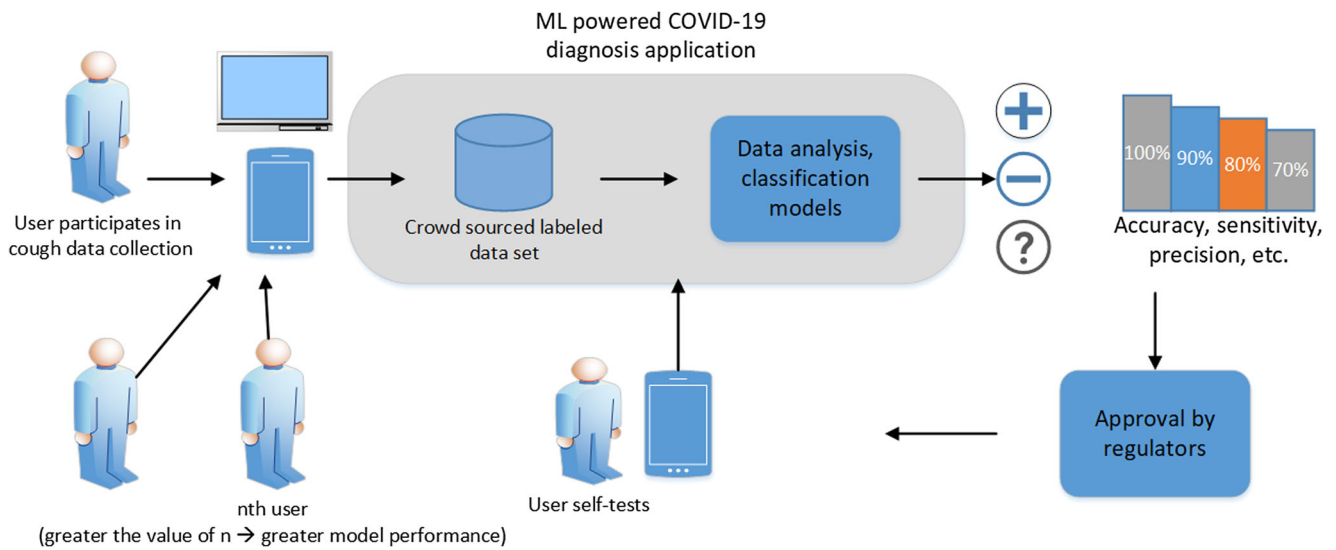 ML powered COVID-19
diagnosis application
User participates in
cough data collection
Crowd sourced labeled
data set
Data analysis,
classification
models
100%
90%
80%
70%
Accuracy, sensitivity,
precision, etc.
Approval by
regulators
User self-tests
nth user
(greater the value of n → greater model performance)